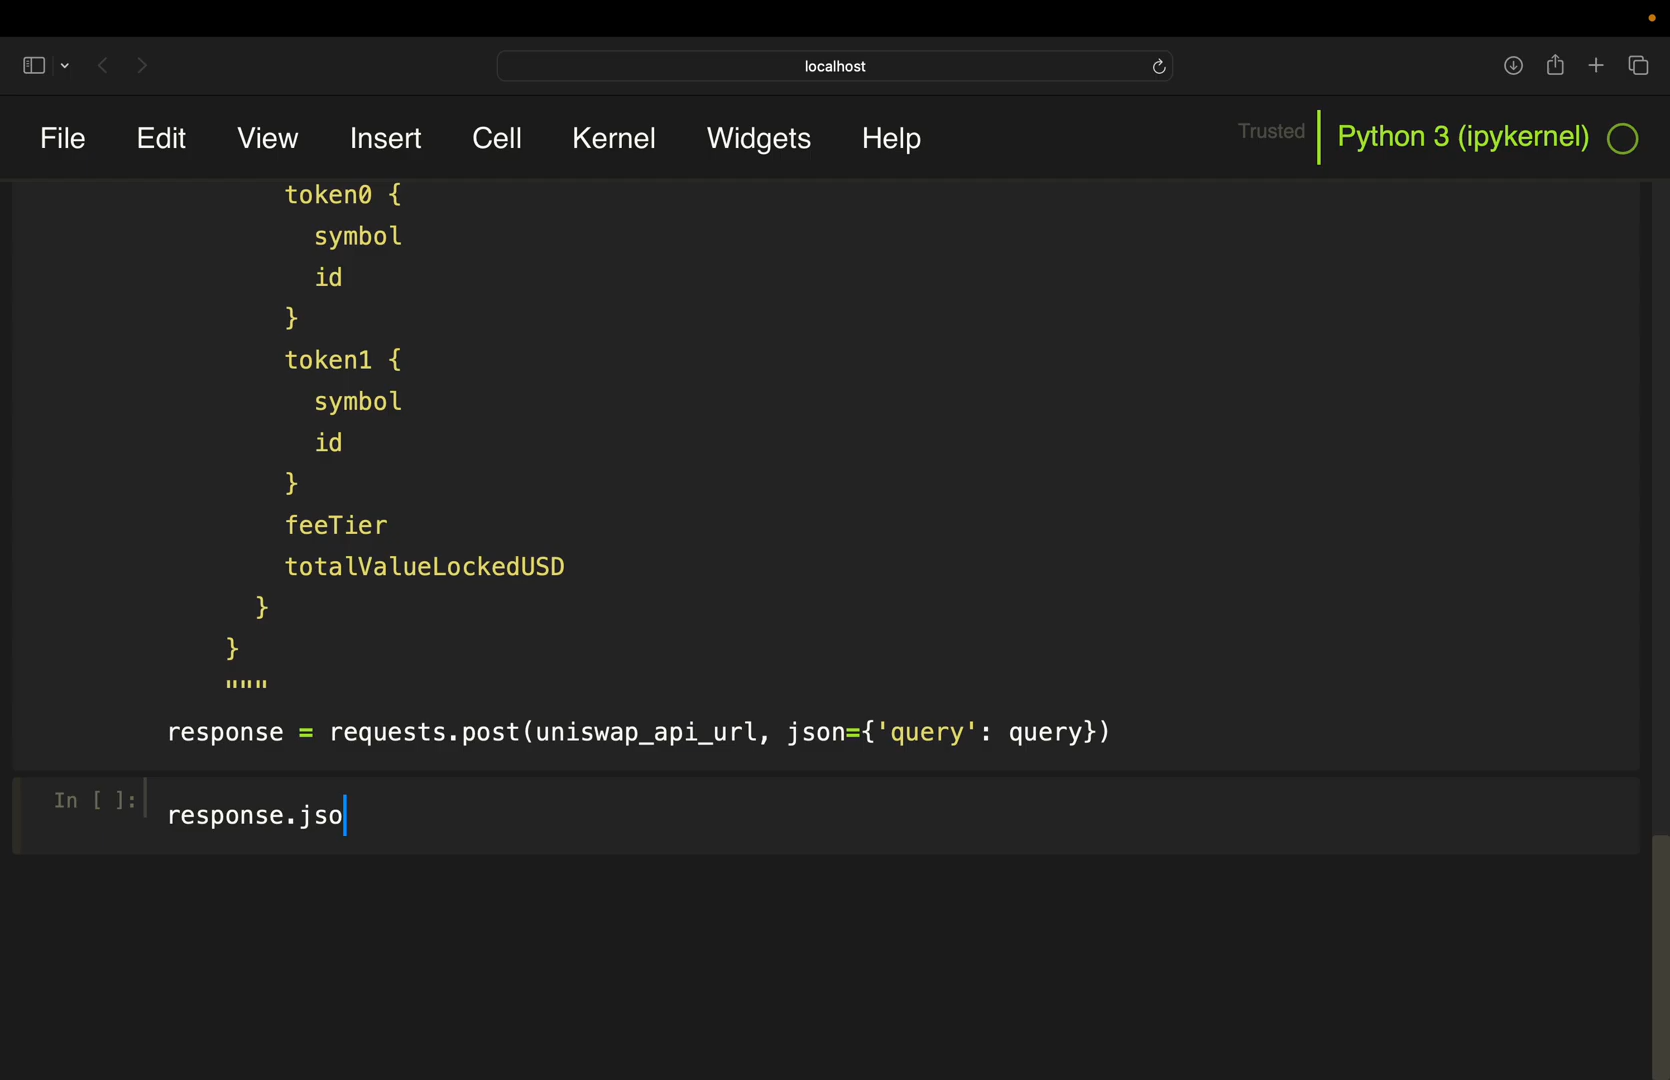 localhost
File Edit View Insert Cell Kernel Widgets Help Trusted Python 3 (ipykernel)
token0 {
symbol
id
}
token1 {
symbol
id
}
feeTier
totalValueLockedUSD
}
}
"""
response = requests.post(uniswap_api_url, json={'query': query})
In [ ]: response.jso